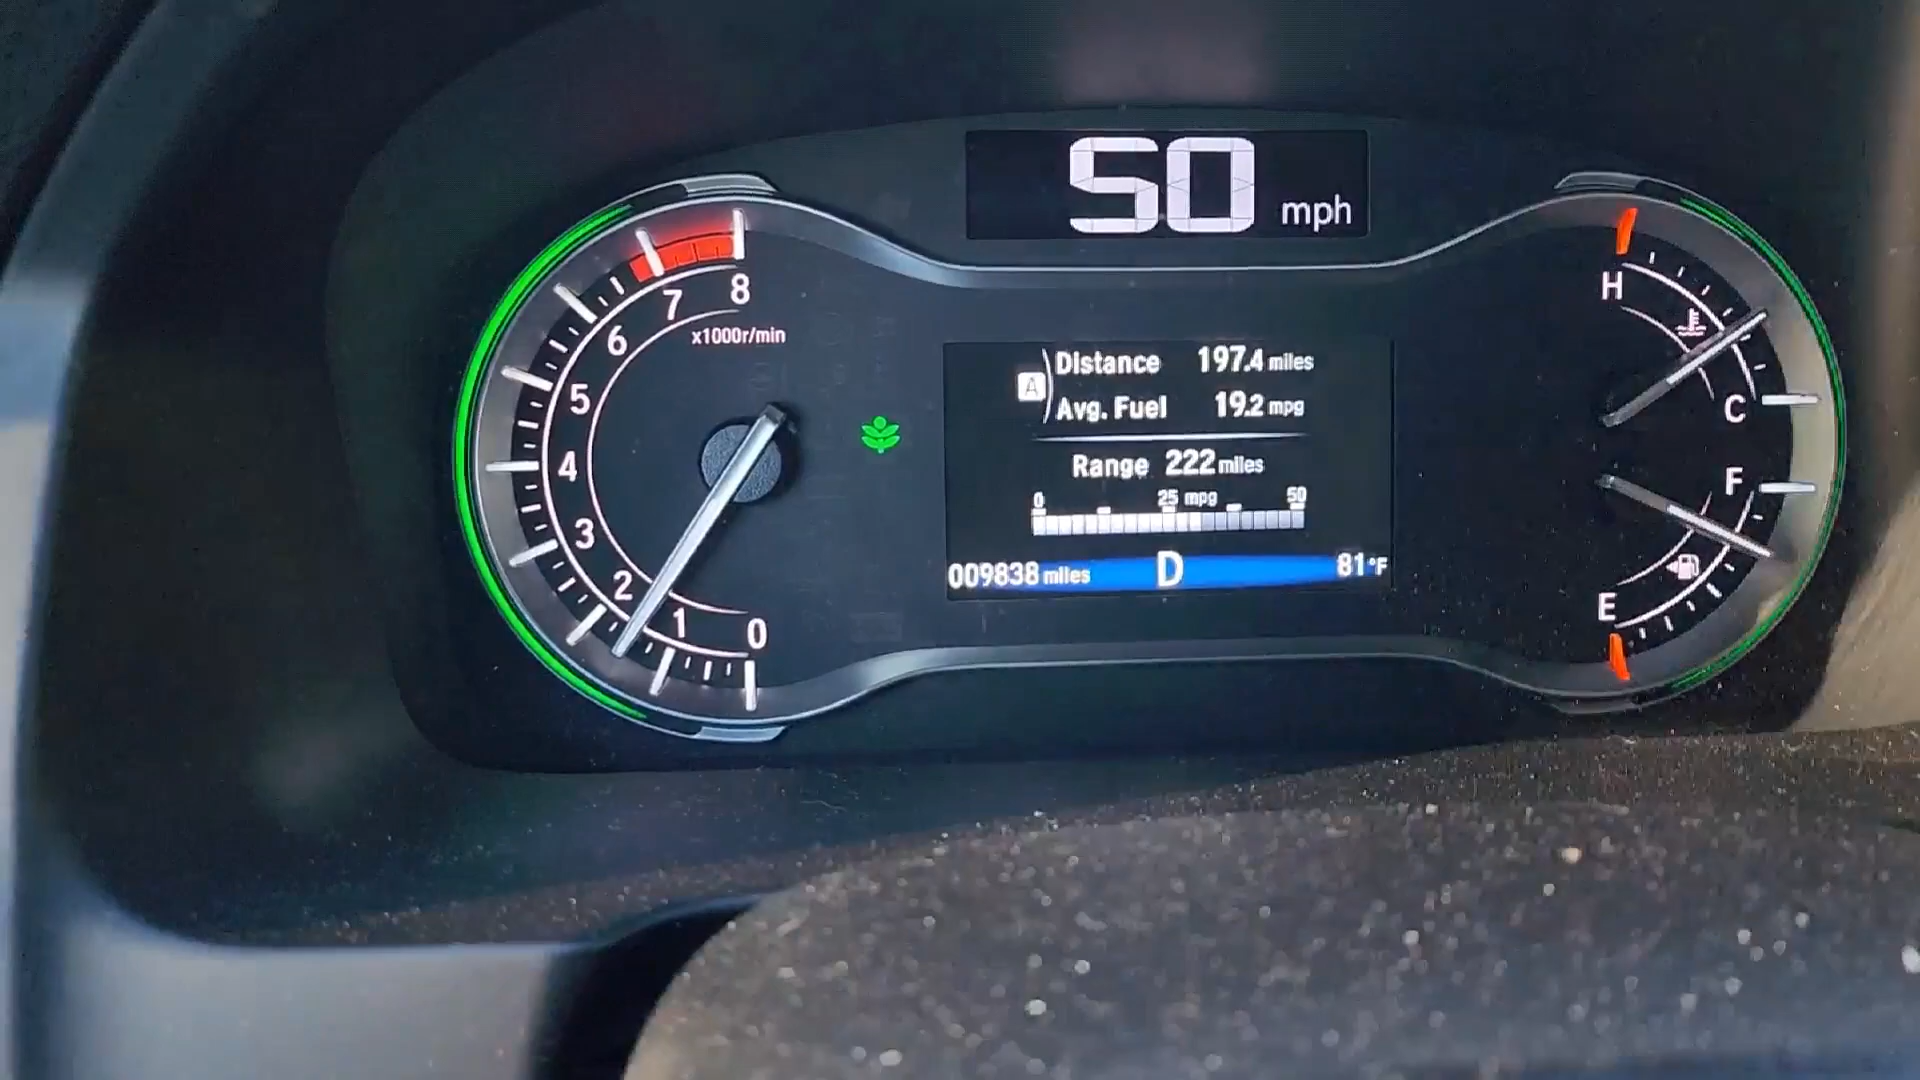 50 mph
8
7
6
x1000r/min
5
4
3
2
1
0
A
Distance 197.4 miles
Avg. Fuel 19.2 mpg
Range 222 miles
0 25 mpg 50
009838 miles D 81°F
H
C
F
E